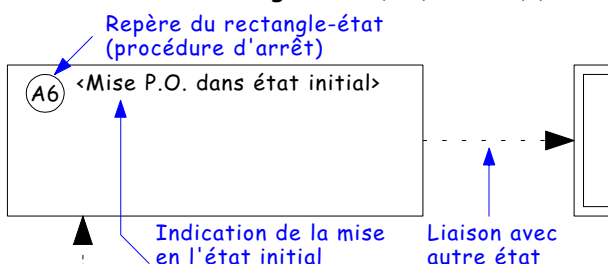 Repère du rectangle-état
(procédure d'arrêt)
A6 <Mise P.O. dans état initial>
Indication de la mise
en l'état initial
Liaison avec
autre état